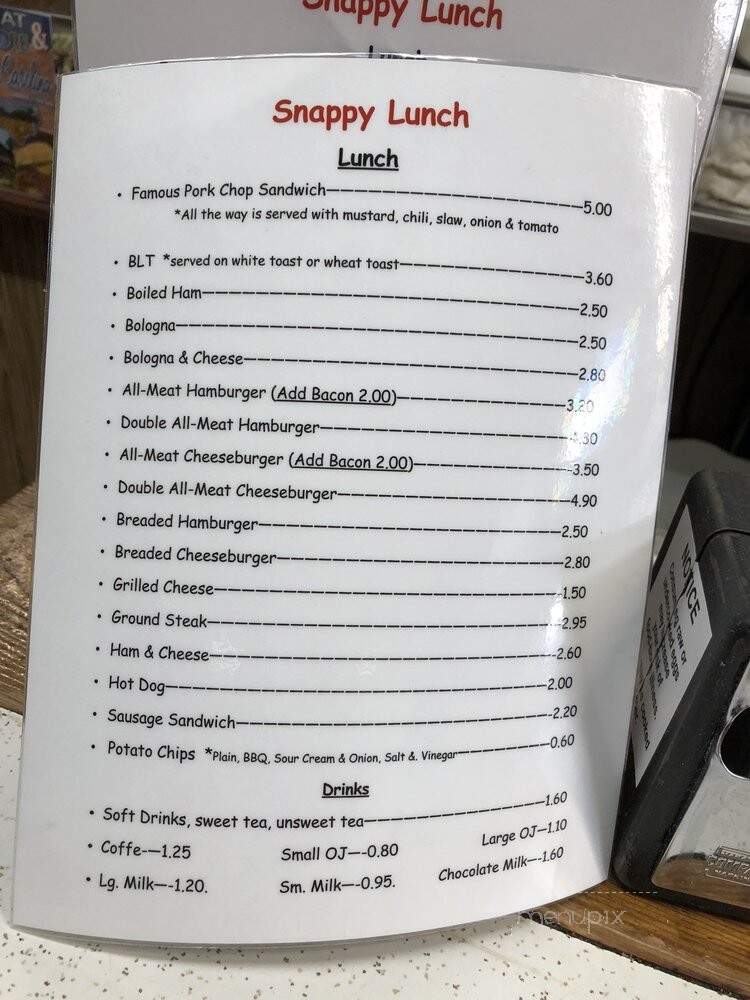 Snappy Lunch
AT
&
Snappy Lunch
Lunch
• Famous Pork Chop Sandwich-----5.00
*All the way is served with mustard, chili, slaw, onion & tomato
• BLT *served on white toast or wheat toast-----3.60
• Boiled Ham-----2.50
• Bologna-----2.50
• Bologna & Cheese-----2.80
• All-Meat Hamburger (Add Bacon 2.00)-----3.20
• Double All-Meat Hamburger-----4.30
• All-Meat Cheeseburger (Add Bacon 2.00)-----3.50
• Double All-Meat Cheeseburger-----4.90
• Breaded Hamburger-----2.50
• Breaded Cheeseburger-----2.80
• Grilled Cheese-----1.50
• Ground Steak-----2.95
• Ham & Cheese-----2.60
• Hot Dog-----2.00
• Sausage Sandwich-----2.20
• Potato Chips *Plain, BBQ, Sour Cream & Onion, Salt &. Vinegar-----0.60
Drinks
• Soft Drinks, sweet tea, unsweet tea-----1.60
• Coffe--1.25 Small OJ--0.80 Large OJ--1.10
• Lg. Milk--1.20. Sm. Milk--0.95. Chocolate Milk--1.60
NOTICE
menupix